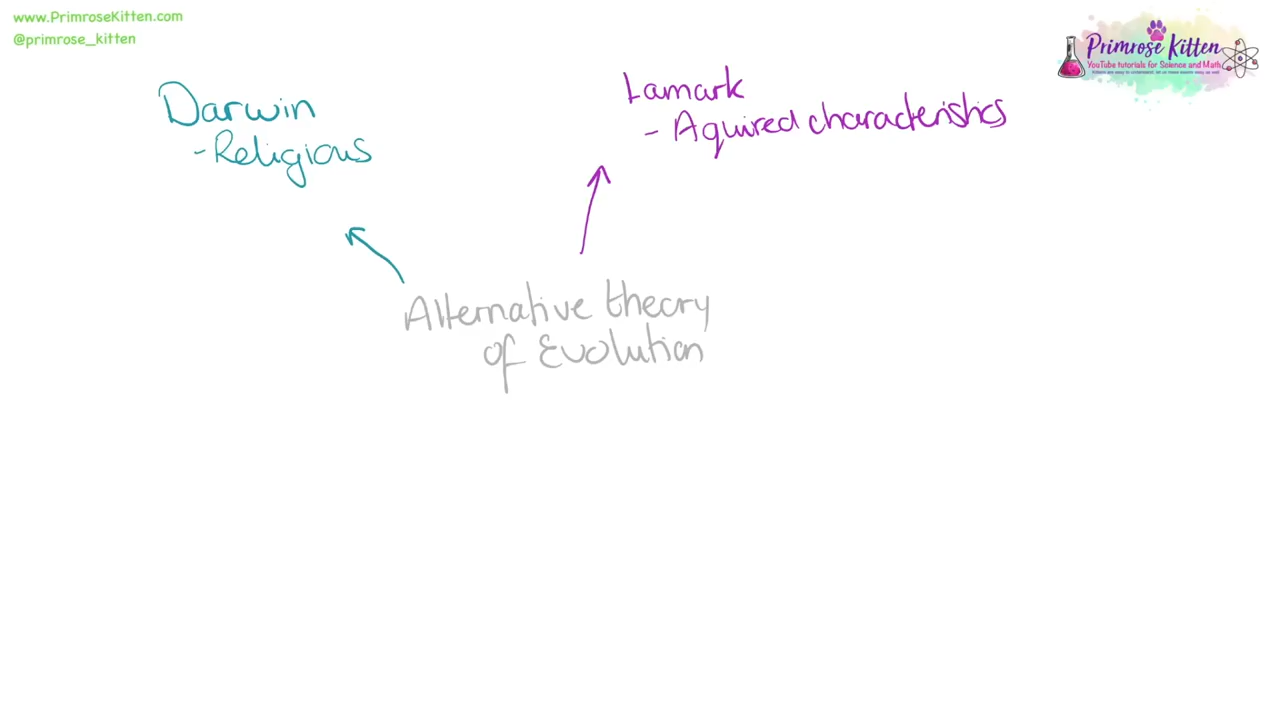 www.PrimroseKitten.com
@primrose_kitten
Primrose Kitten
YouTube tutorials for Science and Math
Darwin
-Religious
Lamark
- Aquired characteristics
Alternative theory
of Evolution